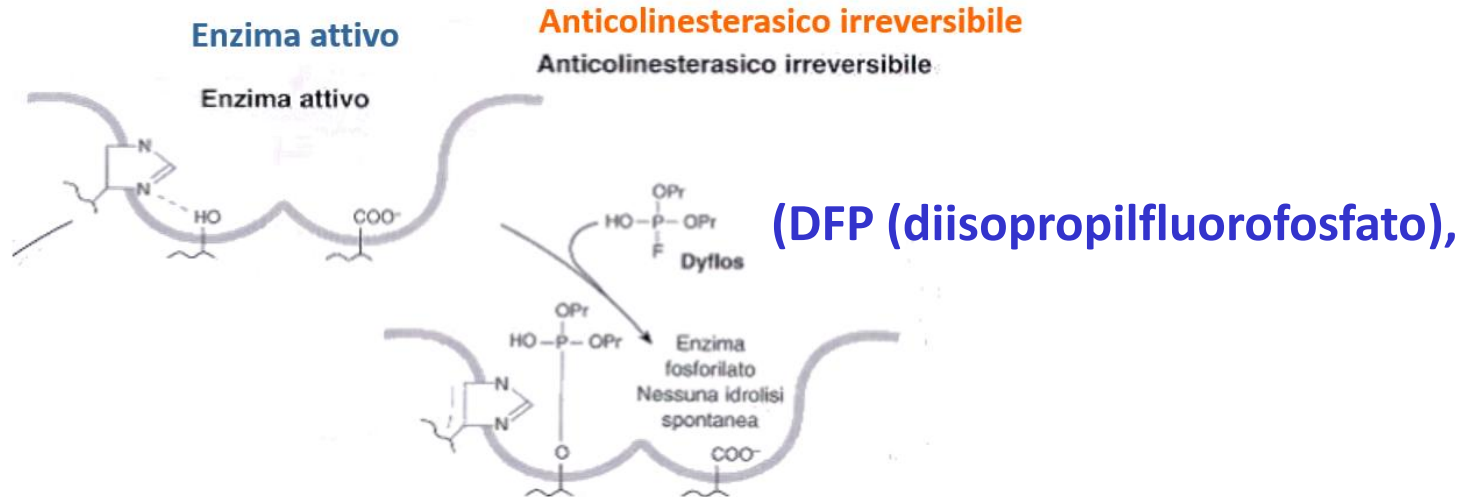 Enzima attivo
Anticolinesterasico irreversibile
Anticolinesterasico irreversibile
Enzima attivo
N
N
HO
COO-
OPr
HO-P-OPr
F
Dyflos
(DFP (diisopropilfluorofosfato),
OPr
HO-P-OPr
Enzima
fosforilato
Nessuna idrolisi
spontanea
N
N
O
COO-